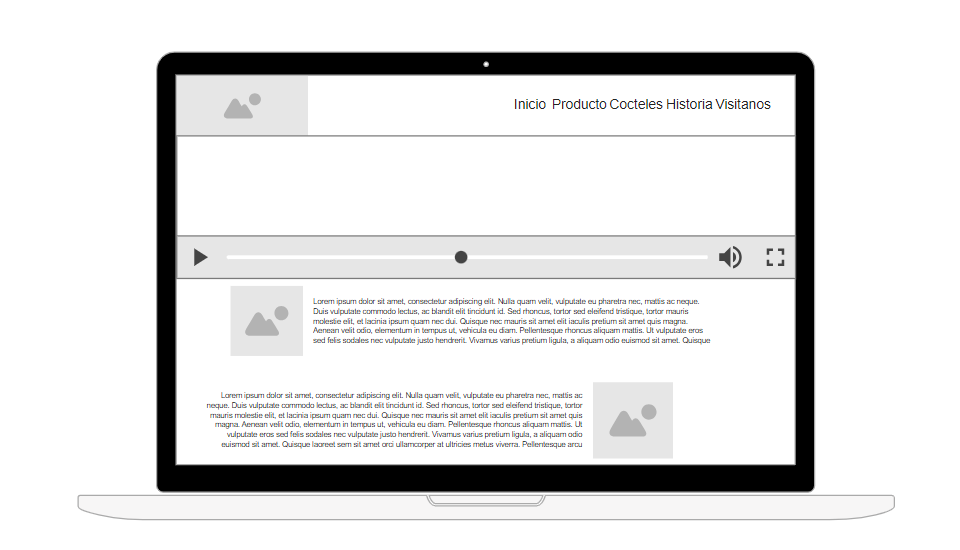 Inicio Producto Cocteles Historia Visitanos
Lorem ipsum dolor sit amet, consectetur adipiscing elit. Nulla quam velit, vulputate eu pharetra nec, mattis ac neque.
Duis vulputate commodo lectus, ac blandit elit tincidunt id. Sed rhoncus, tortor sed eleifend tristique, tortor mauris
molestie elit, et lacinia ipsum quam nec dui. Quisque nec mauris sit amet elit iaculis pretium sit amet quis magna.
Aenean velit odio, elementum in tempus ut, vehicula eu diam. Pellentesque rhoncus aliquam mattis. Ut vulputate eros
sed felis sodales nec vulputate justo hendrerit. Vivamus varius pretium ligula, a aliquam odio euismod sit amet. Quisque
Lorem ipsum dolor sit amet, consectetur adipiscing elit. Nulla quam velit, vulputate eu pharetra nec, mattis ac
neque. Duis vulputate commodo lectus, ac blandit elit tincidunt id. Sed rhoncus, tortor sed eleifend tristique, tortor
mauris molestie elit, et lacinia ipsum quam nec dui. Quisque nec mauris sit amet elit iaculis pretium sit amet quis
magna. Aenean velit odio, elementum in tempus ut, vehicula eu diam. Pellentesque rhoncus aliquam mattis. Ut
vulputate eros sed felis sodales nec vulputate justo hendrerit. Vivamus varius pretium ligula, a aliquam odio
euismod sit amet. Quisque laoreet sem sit amet orci ullamcorper at ultricies metus viverra. Pellentesque arcu